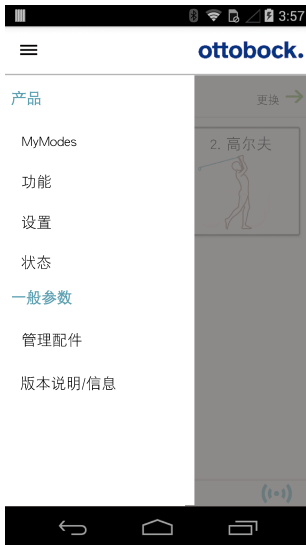 3:57
ottobock.
产品
更换
MyModes
2. 高尔夫
功能
设置
状态
一般参数
管理配件
版本说明/信息